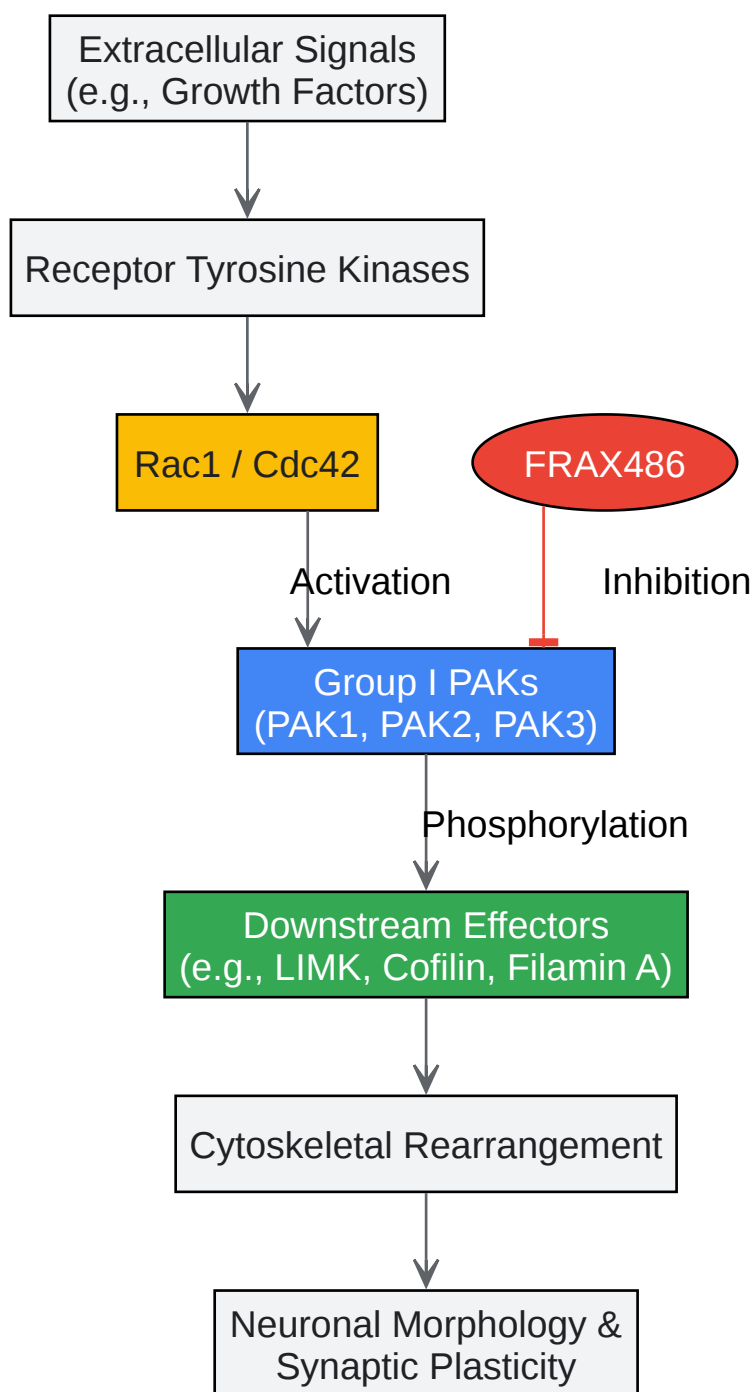 Extracellular Signals
(e.g., Growth Factors)
Receptor Tyrosine Kinases
Rac1 / Cdc42
FRAX486
Activation
Inhibition
Group I PAKs
(PAK1, PAK2, PAK3)
Phosphorylation
Downstream Effectors
(e.g., LIMK, Cofilin, Filamin A)
Cytoskeletal Rearrangement
Neuronal Morphology &
Synaptic Plasticity